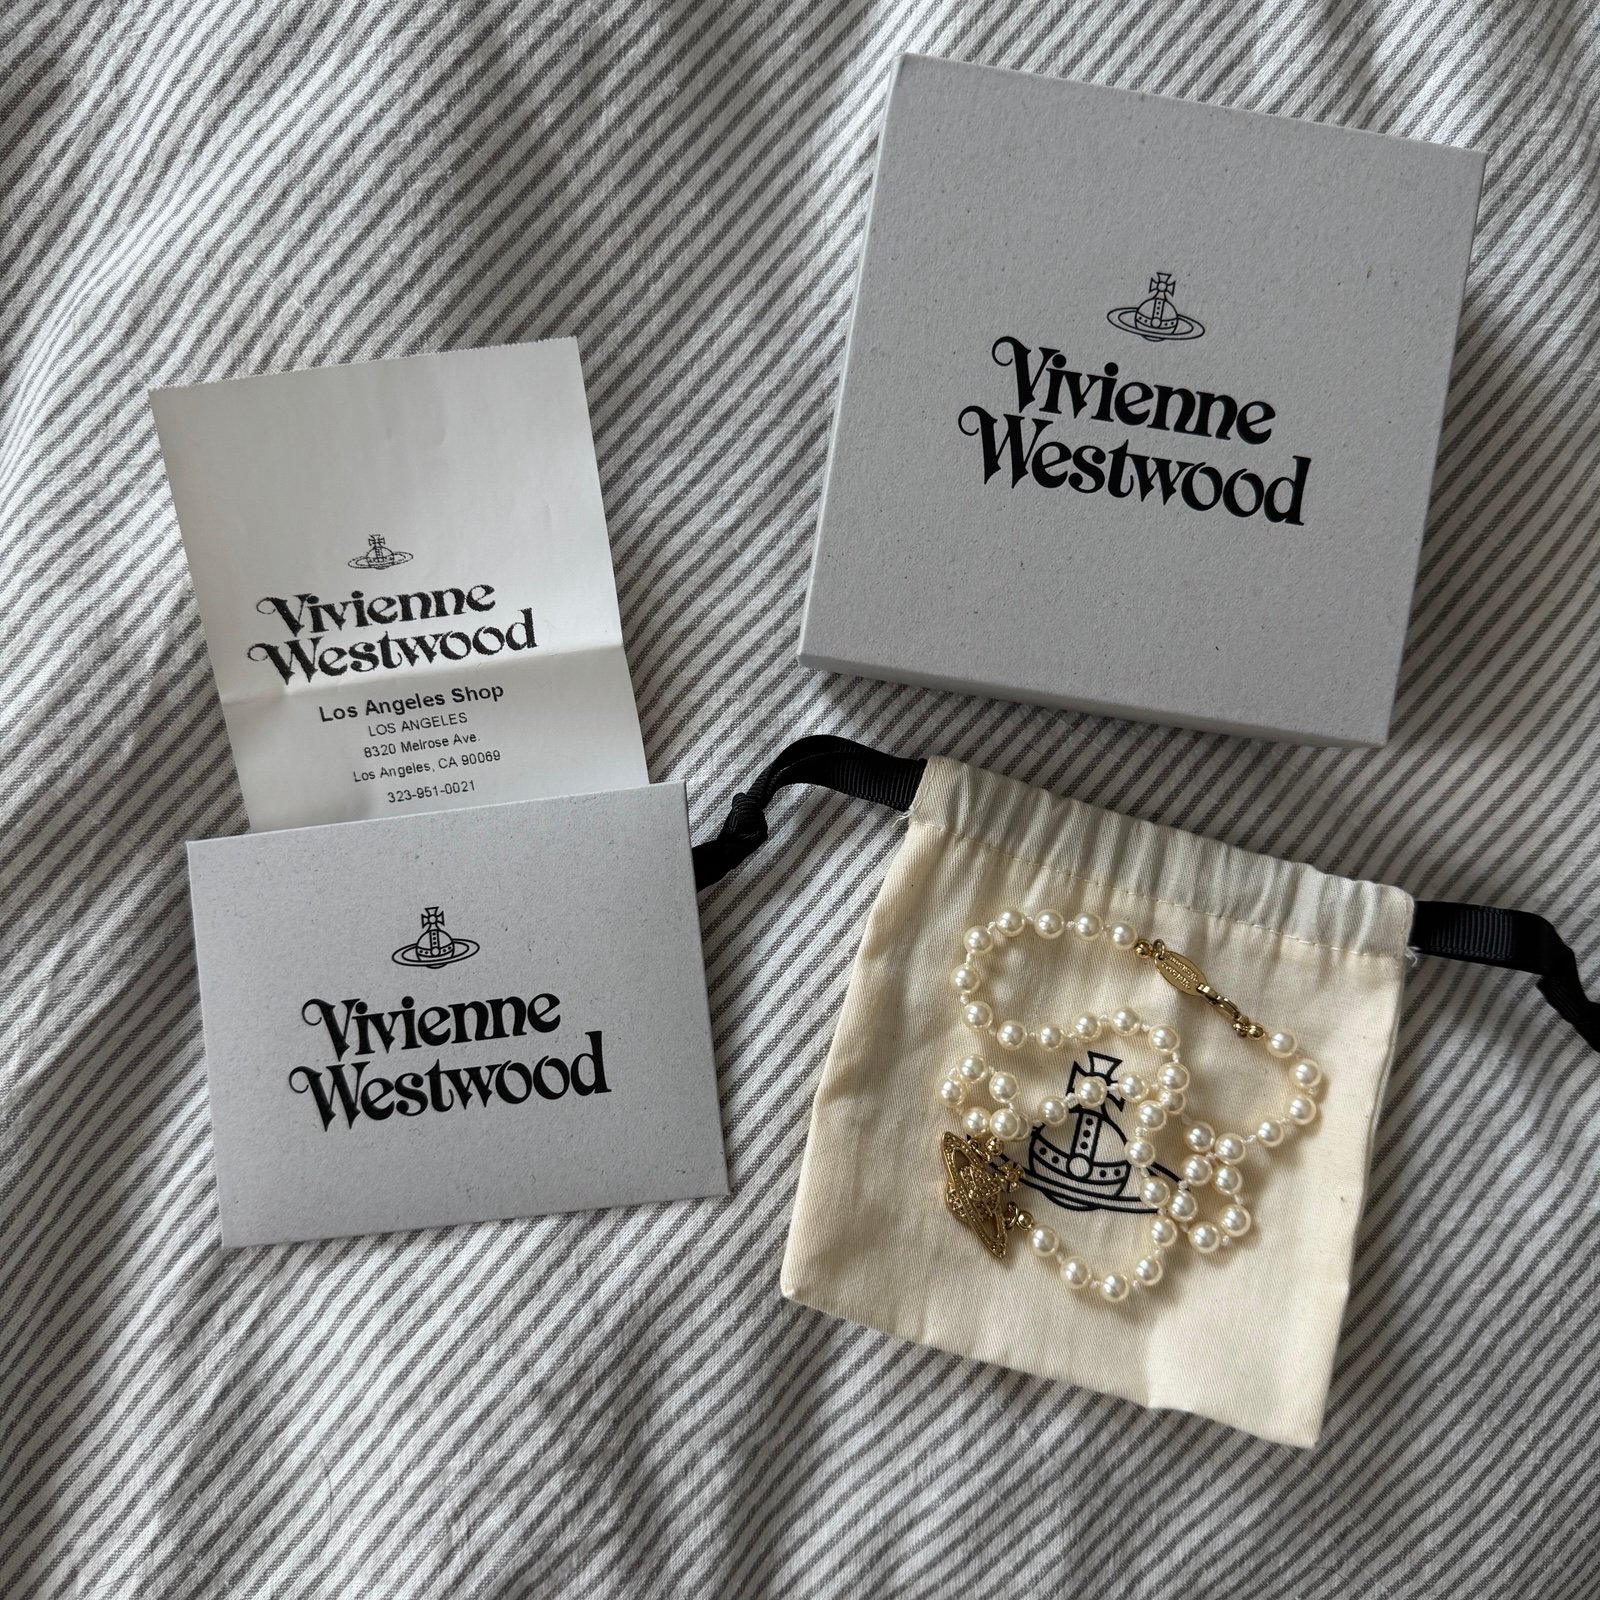 Vivienne
Westwood
Vivienne
Westwood
Los Angeles Shop
LOS ANGELES
8320 Melrose Ave.
Los Angeles, CA 90069
323-951-0021
Vivienne
Westwood